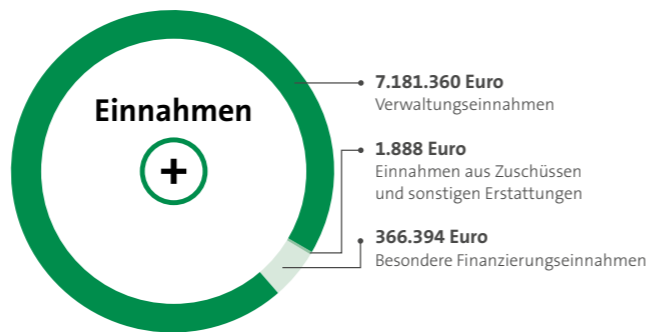 Einnahmen
+
7.181.360 Euro
Verwaltungseinnahmen
1.888 Euro
Einnahmen aus Zuschüssen
und sonstigen Erstattungen
366.394 Euro
Besondere Finanzierungseinnahmen